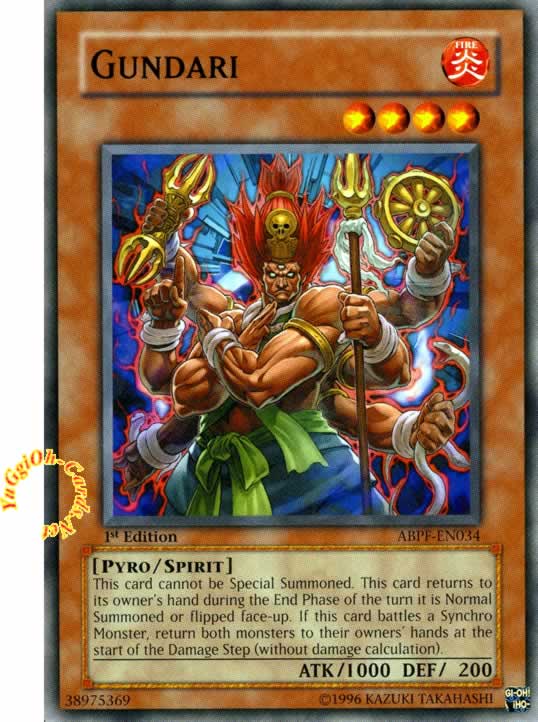 GUNDARI
FIRE
炎
1st Edition
ABPF-EN034
[PYRO/SPIRIT]
This card cannot be Special Summoned. This card returns to
its owner's hand during the End Phase of the turn it is Normal
Summoned or flipped face-up. If this card battles a Synchro
Monster, return both monsters to their owners' hands at the
start of the Damage Step (without damage calculation).
ATK/1000 DEF/ 200
38975369
©1996 KAZUKI TAKAHASHI
YuGgiOh-Cards.Net